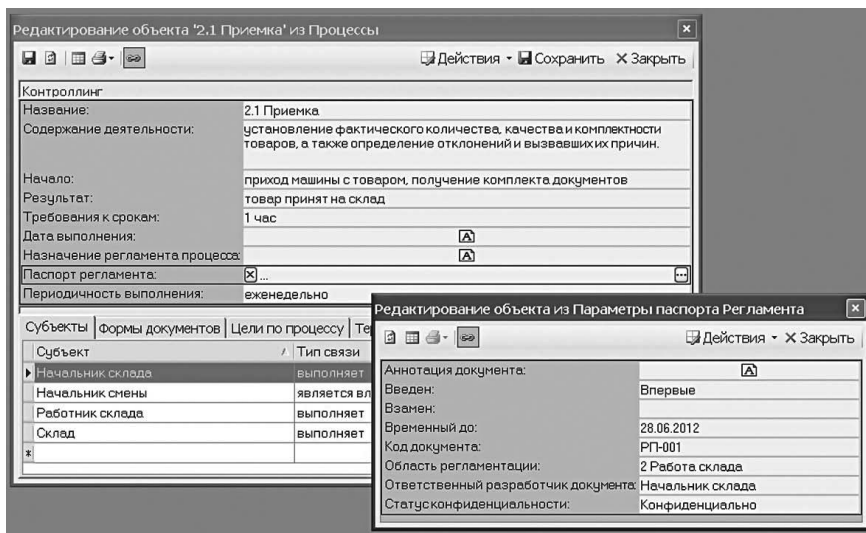 Редактирование объекта '2.1 Приемка' из Процессы
Действия Сохранить Закрыть
Контроллинг
Название: 2.1 Приемка
Содержание деятельности: установление фактического количества, качества и комплектности
товаров, а также определение отклонений и вызвавших их причин.
Начало: приход машины с товаром, получение комплекта документов
Результат: товар принят на склад
Требования к срокам: 1 час
Дата выполнения: A
Назначение регламента процесса: A
Паспорт регламента: ...
Периодичность выполнения: еженедельно
Субъекты Формы документов Цели по процессу
Субъект Тип связи
Начальник склада выполняет
Начальник смены является вл
Работник склада выполняет
Склад выполняет
Редактирование объекта из Параметры паспорта Регламента
Действия Закрыть
Аннотация документа: A
Введен: Впервые
Взамен:
Временный до: 28.06.2012
Код документа: РП-001
Область регламентации: 2 Работа склада
Ответственный разработчик документа: Начальник склада
Статус конфиденциальности: Конфиденциально